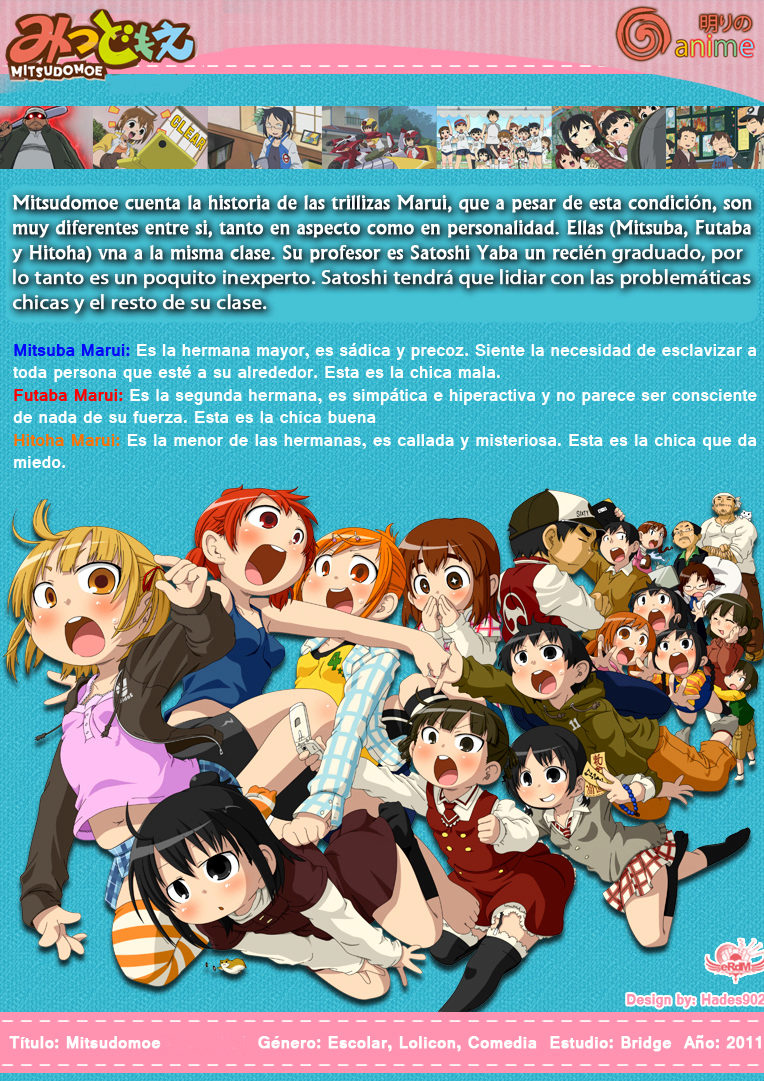 みつどもえ
MITSUDOMOE
明りの
anime
CLEAR
Mitsudomoe cuenta la historia de las trillizas Marui, que a pesar de esta condición, son
muy diferentes entre si, tanto en aspecto como en personalidad. Ellas (Mitsuba, Futaba
y Hitoha) vna a la misma clase. Su profesor es Satoshi Yaba un recién graduado, por
lo tanto es un poquito inexperto. Satoshi tendrá que lidiar con las problemáticas
chicas y el resto de su clase.
Mitsuba Marui: Es la hermana mayor, es sádica y precoz. Siente la necesidad de esclavizar a
toda persona que esté a su alrededor. Esta es la chica mala.
Futaba Marui: Es la segunda hermana, es simpática e hiperactiva y no parece ser consciente
de nada de su fuerza. Esta es la chica buena
Hitoha Marui: Es la menor de las hermanas, es callada y misteriosa. Esta es la chica que da
miedo.
SIXTY
eRdM
Design by: Hades902
Título: Mitsudomoe Género: Escolar, Lolicon, Comedia Estudio: Bridge Año: 2011